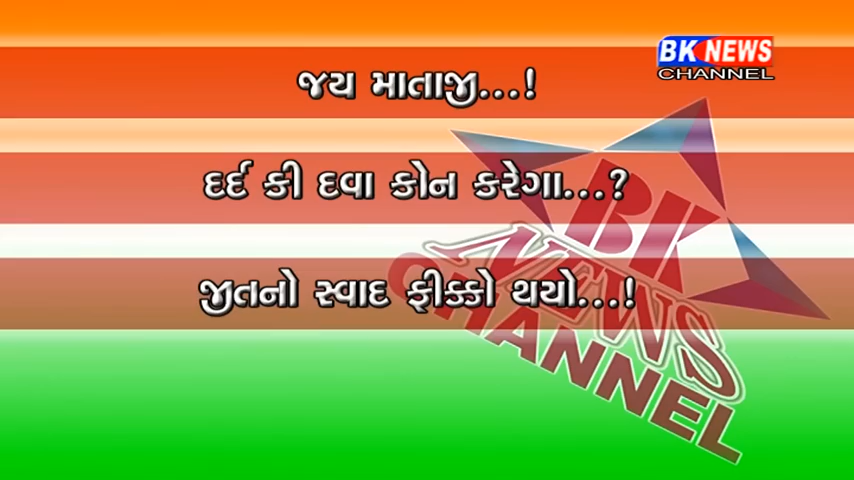 BK NEWS
CHANNEL
જય માતાજી...!
દર્દ કી દવા કોન કરેગા...?
જીતનો સ્વાદ ફીક્કો થયો...!
BK
NEWS
CHANNEL